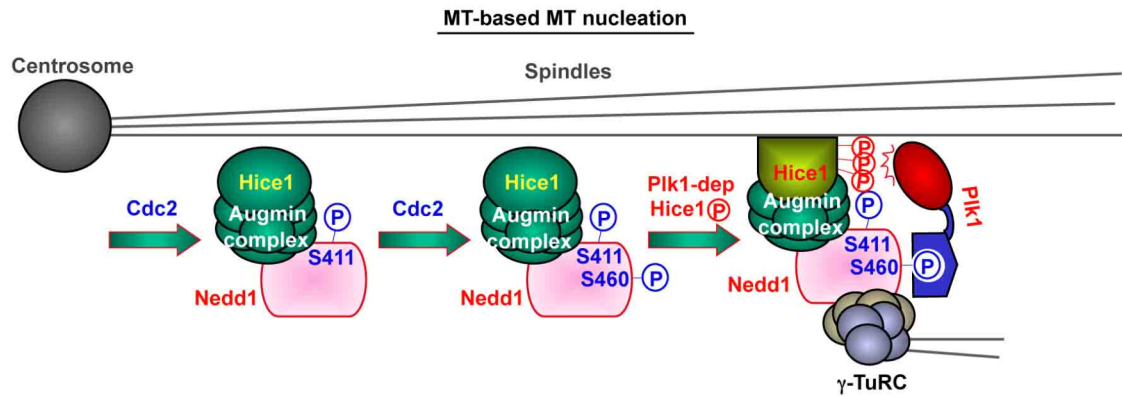 MT-based MT nucleation
Centrosome
Spindles
Cdc2
Hice1
Augmin
complex
P
S411
Nedd1
Cdc2
Hice1
Augmin
complex
P
S411
S460 P
Nedd1
Plk1-dep
Hice1 P
Hice1
P
P
P
Augmin
complex
P
S411
S460 P
Nedd1
Plk1
γ-TuRC